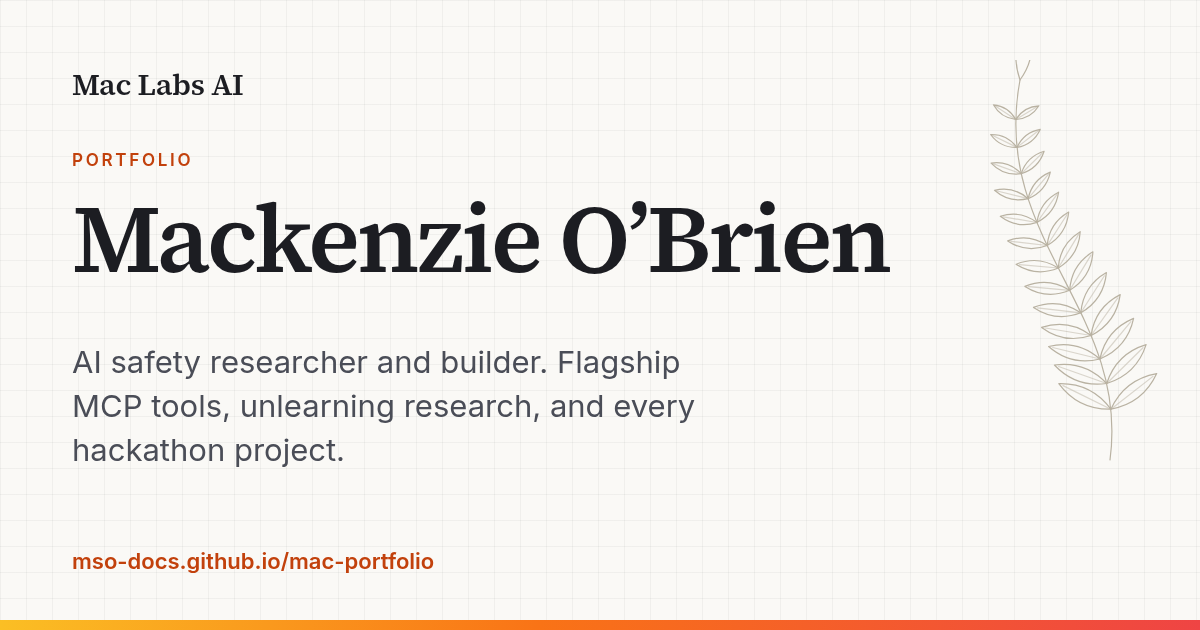 Mac Labs AI
PORTFOLIO
Mackenzie O’Brien
AI safety researcher and builder. Flagship
MCP tools, unlearning research, and every
hackathon project.
mso-docs.github.io/mac-portfolio